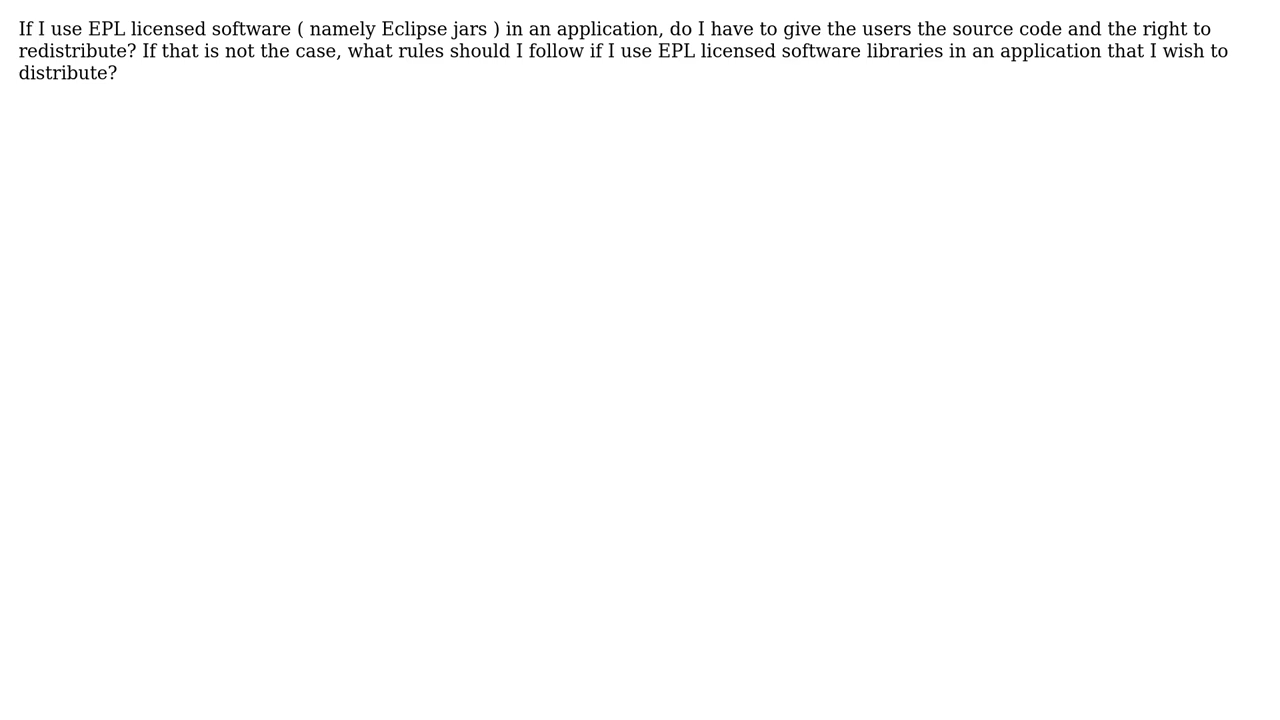 If I use EPL licensed software ( namely Eclipse jars ) in an application, do I have to give the users the source code and the right to
redistribute? If that is not the case, what rules should I follow if I use EPL licensed software libraries in an application that I wish to
distribute?